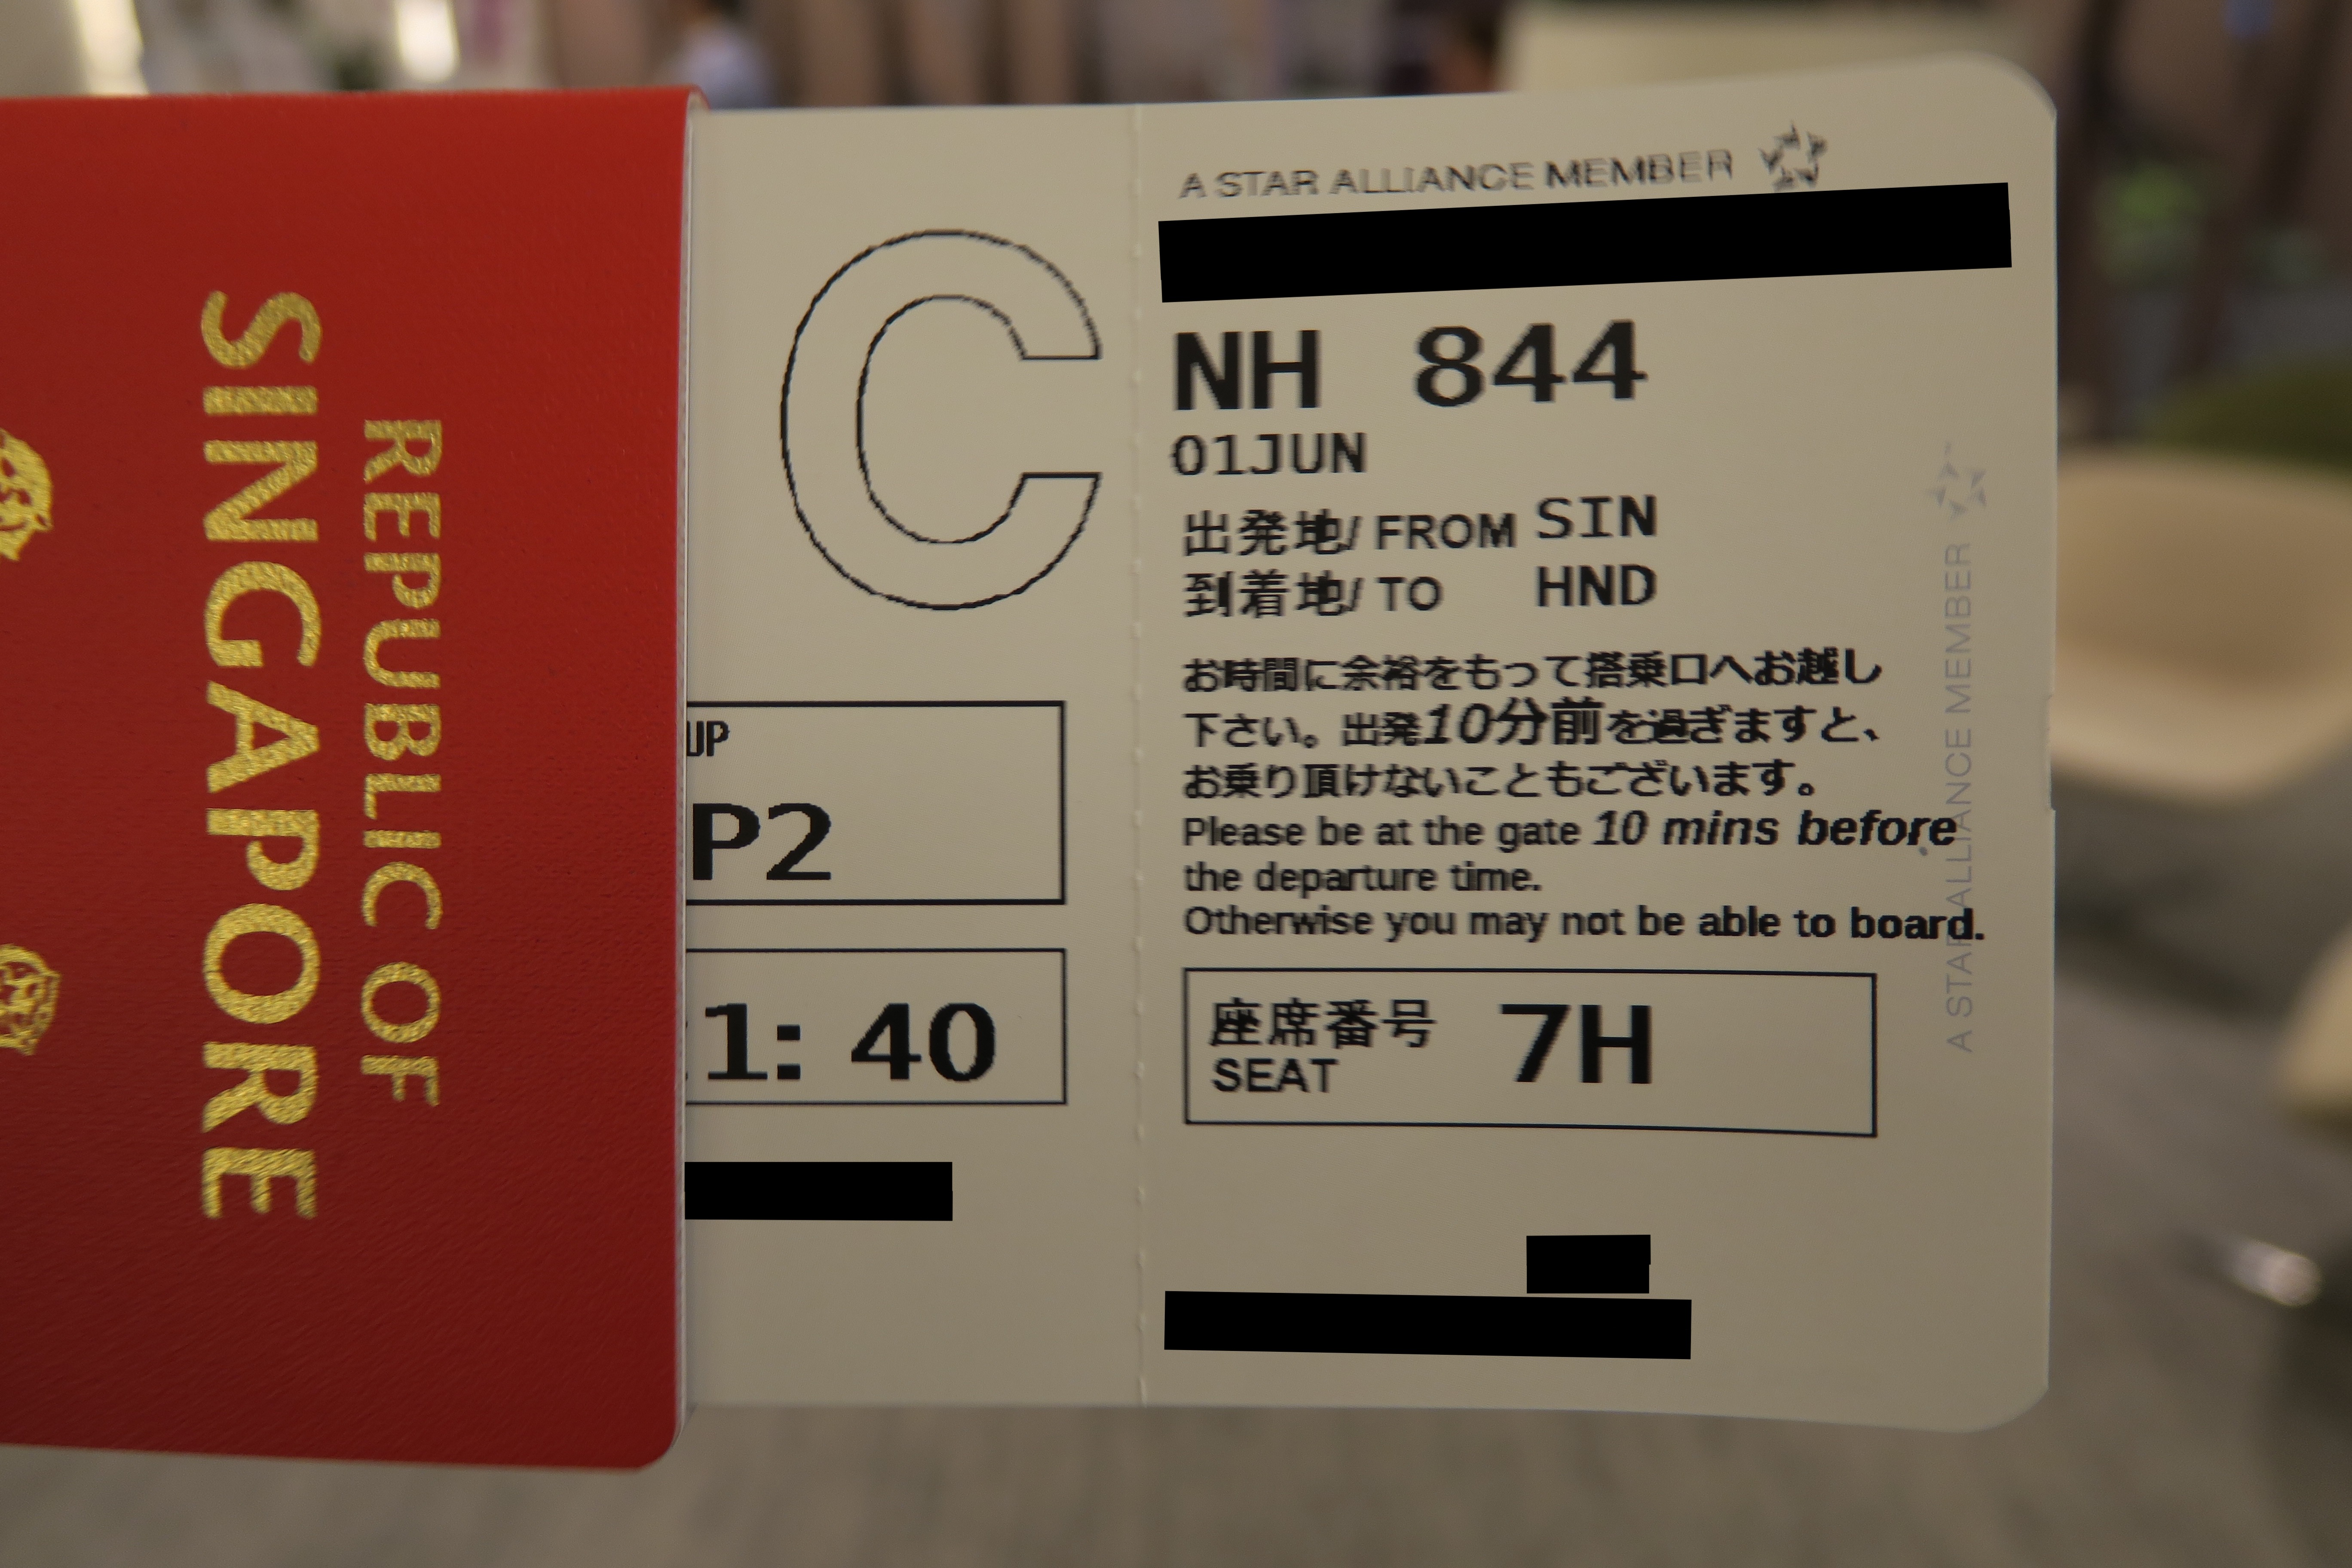 REPUBLIC OF
SINGAPORE
C
UP
P2
1: 40
A STAR ALLIANCE MEMBER
NH 844
01JUN
出発地/ FROM SIN
到着地/ TO HND
お時間に余裕をもって搭乗口へお越し
下さい。出発10分前を過ぎますと、
お乗り頂けないこともございます。
Please be at the gate 10 mins before
the departure time.
Otherwise you may not be able to board.
座席番号 7H
SEAT
A STAR ALLIANCE MEMBER